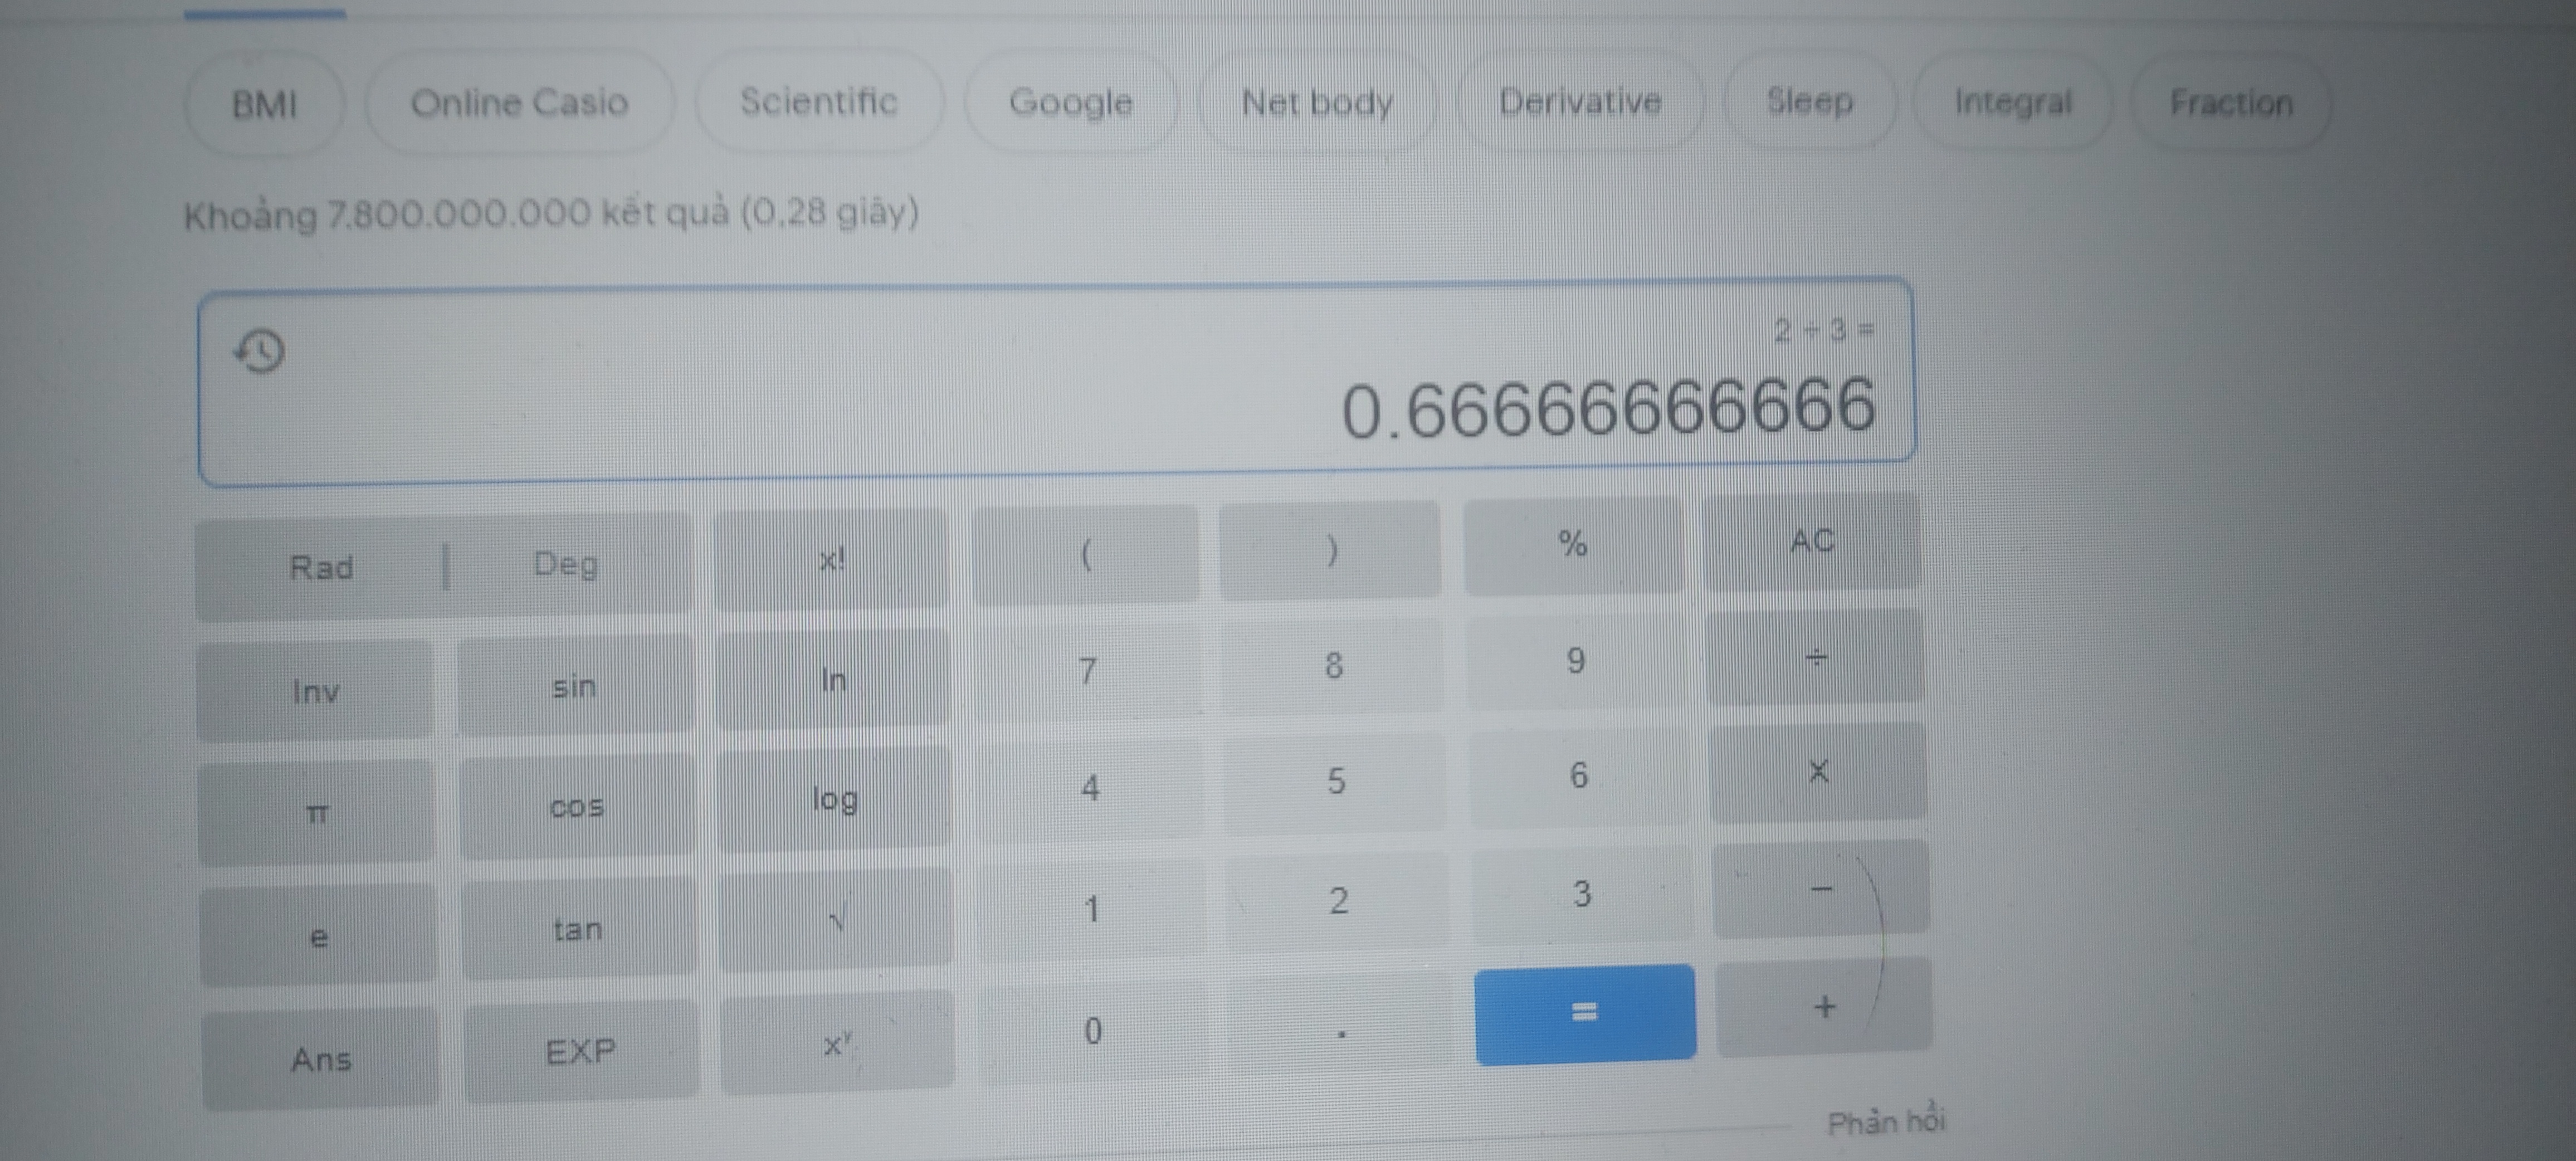 BMI Online Casio Scientific Google Net body Derivative Sleep Integral Fraction
Khoảng 7.800.000.000 kết quả (0,28 giây)
2 ÷ 3 =
0.66666666666
Rad | Deg x! ( ) % AC
Inv sin ln 7 8 9 ÷
π cos log 4 5 6 ×
e tan √ 1 2 3 −
Ans EXP xʸ 0 . = +
Phản hồi